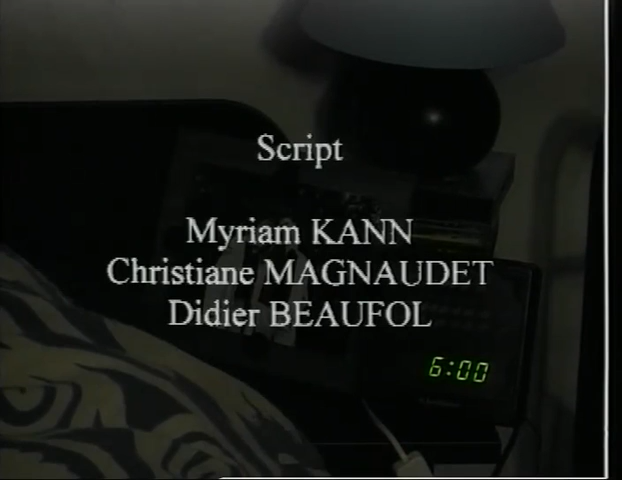 Script
Myriam KANN
Christiane MAGNAUDET
Didier BEAUFOL
6:00